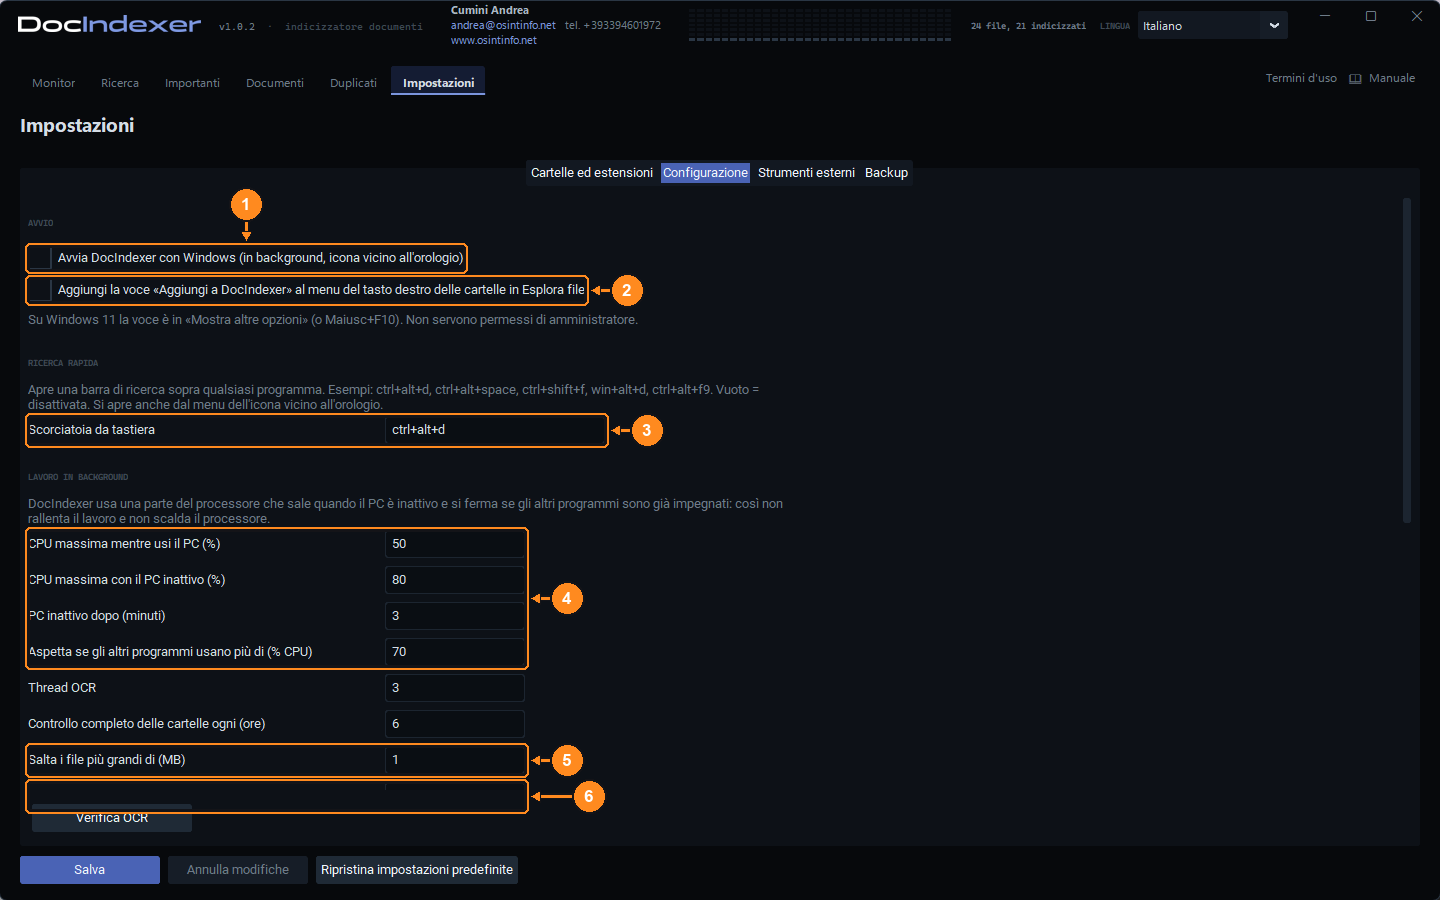 DocIndexer v1.0.2 · indicizzatore documenti
Cumini Andrea
andrea@osintinfo.net tel. +393394601972
www.osintinfo.net
24 file, 21 indicizzati LINGUA Italiano
Monitor Ricerca Importanti Documenti Duplicati Impostazioni Termini d'uso Manuale
Impostazioni
Cartelle ed estensioni Configurazione Strumenti esterni Backup
1
AVVIO
Avvia DocIndexer con Windows (in background, icona vicino all'orologio)
Aggiungi la voce «Aggiungi a DocIndexer» al menu del tasto destro delle cartelle in Esplora file 2
Su Windows 11 la voce è in «Mostra altre opzioni» (o Maiusc+F10). Non servono permessi di amministratore.
RICERCA RAPIDA
Apre una barra di ricerca sopra qualsiasi programma. Esempi: ctrl+alt+d, ctrl+alt+space, ctrl+shift+f, win+alt+d, ctrl+alt+f9. Vuoto =
disattivata. Si apre anche dal menu dell'icona vicino all'orologio.
Scorciatoia da tastiera ctrl+alt+d 3
LAVORO IN BACKGROUND
DocIndexer usa una parte del processore che sale quando il PC è inattivo e si ferma se gli altri programmi sono già impegnati: così non
rallenta il lavoro e non scalda il processore.
CPU massima mentre usi il PC (%) 50
CPU massima con il PC inattivo (%) 80
4
PC inattivo dopo (minuti) 3
Aspetta se gli altri programmi usano più di (% CPU) 70
Thread OCR 3
Controllo completo delle cartelle ogni (ore) 6
Salta i file più grandi di (MB) 1 5
6
Verifica OCR
Salva Annulla modifiche Ripristina impostazioni predefinite